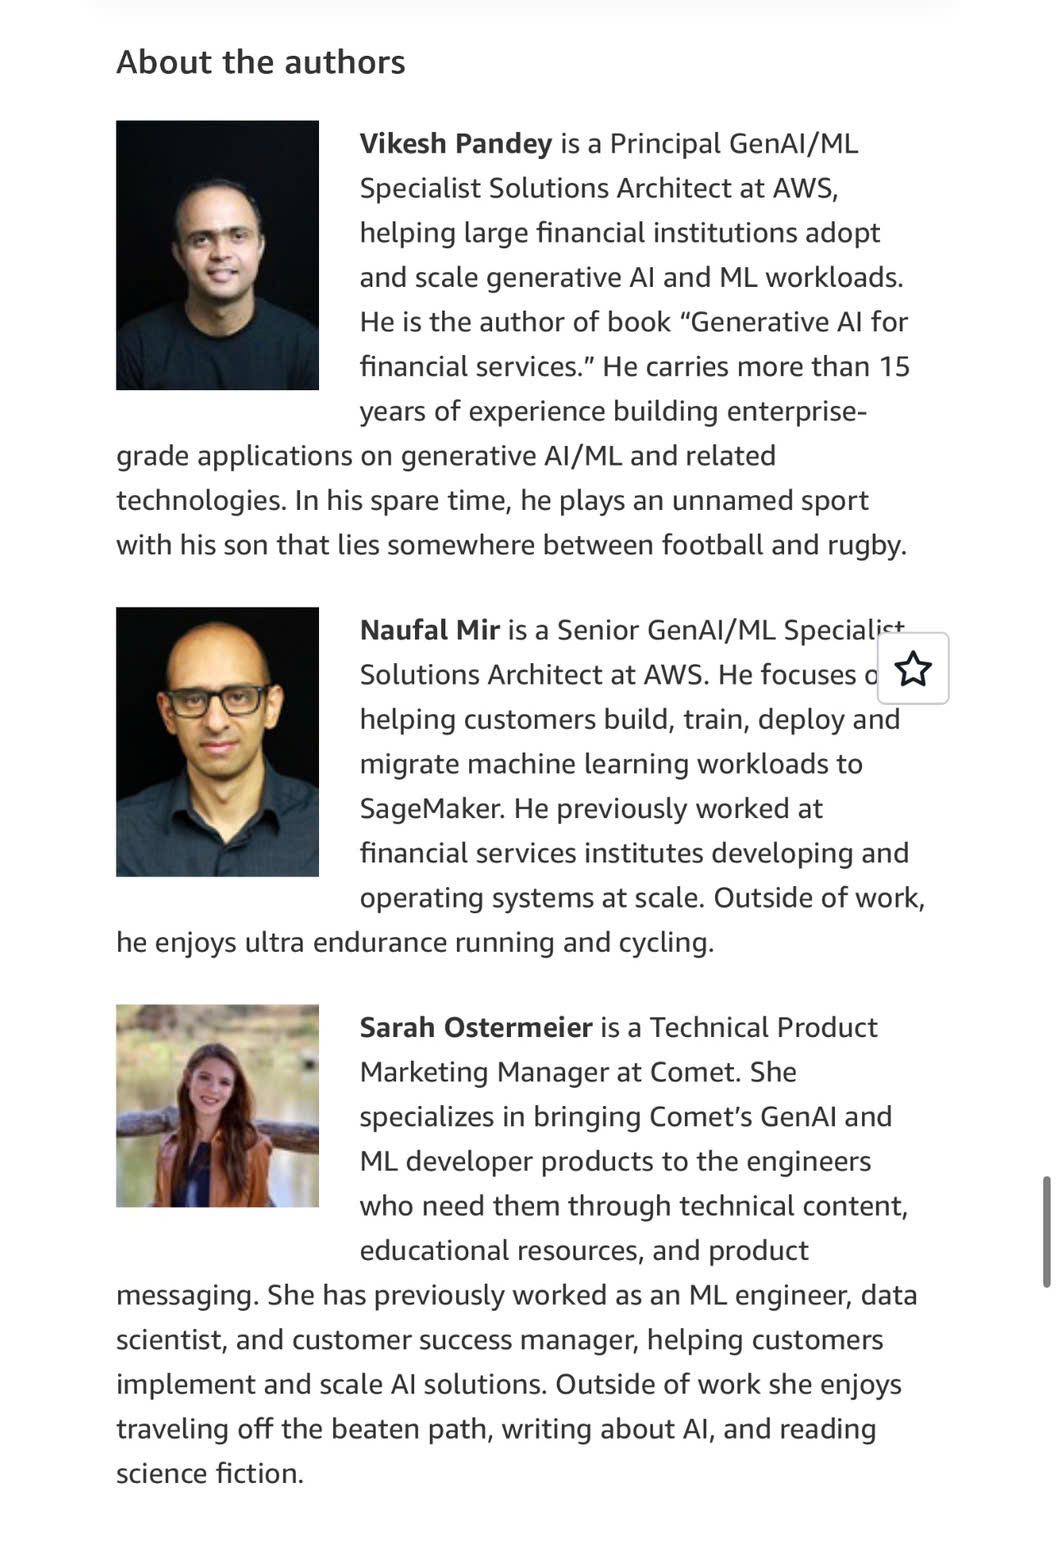 About the authors
Vikesh Pandey is a Principal GenAI/ML
Specialist Solutions Architect at AWS,
helping large financial institutions adopt
and scale generative AI and ML workloads.
He is the author of book “Generative AI for
financial services.” He carries more than 15
years of experience building enterprise-
grade applications on generative AI/ML and related
technologies. In his spare time, he plays an unnamed sport
with his son that lies somewhere between football and rugby.
Naufal Mir is a Senior GenAI/ML Specialist
Solutions Architect at AWS. He focuses
helping customers build, train, deploy and
migrate machine learning workloads to
SageMaker. He previously worked at
financial services institutes developing and
operating systems at scale. Outside of work,
he enjoys ultra endurance running and cycling.
Sarah Ostermeier is a Technical Product
Marketing Manager at Comet. She
specializes in bringing Comet’s GenAI and
ML developer products to the engineers
who need them through technical content,
educational resources, and product
messaging. She has previously worked as an ML engineer, data
scientist, and customer success manager, helping customers
implement and scale AI solutions. Outside of work she enjoys
traveling off the beaten path, writing about AI, and reading
science fiction.